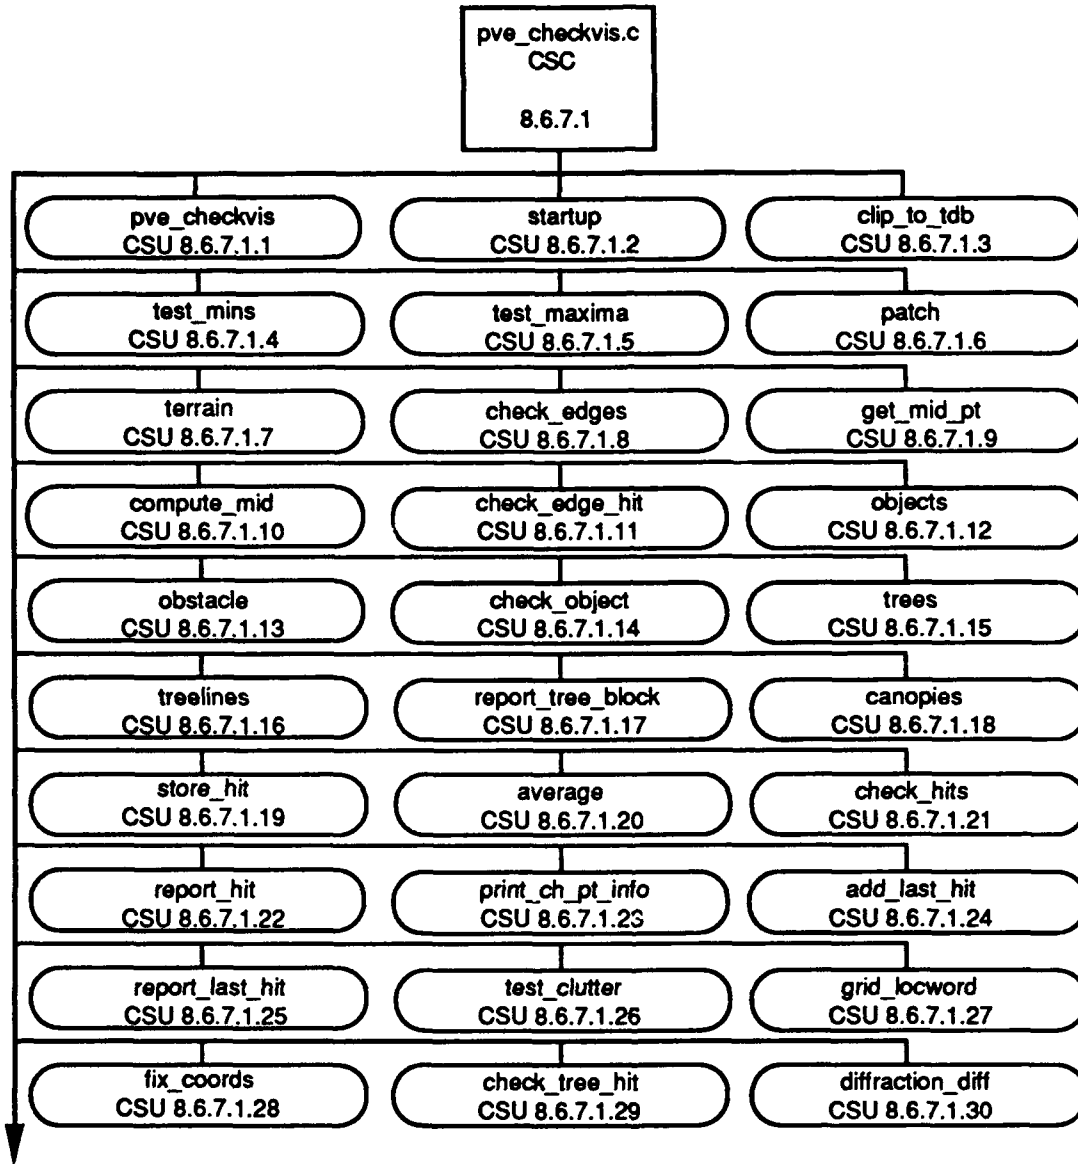 pve_checkvis.c
CSC
8.6.7.1
pve_checkvis
CSU 8.6.7.1.1
startup
CSU 8.6.7.1.2
clip_to_tdb
CSU 8.6.7.1.3
test_mins
CSU 8.6.7.1.4
test_maxima
CSU 8.6.7.1.5
patch
CSU 8.6.7.1.6
terrain
CSU 8.6.7.1.7
check_edges
CSU 8.6.7.1.8
get_mid_pt
CSU 8.6.7.1.9
compute_mid
CSU 8.6.7.1.10
check_edge_hit
CSU 8.6.7.1.11
objects
CSU 8.6.7.1.12
obstacle
CSU 8.6.7.1.13
check_object
CSU 8.6.7.1.14
trees
CSU 8.6.7.1.15
treelines
CSU 8.6.7.1.16
report_tree_block
CSU 8.6.7.1.17
canopies
CSU 8.6.7.1.18
store_hit
CSU 8.6.7.1.19
average
CSU 8.6.7.1.20
check_hits
CSU 8.6.7.1.21
report_hit
CSU 8.6.7.1.22
print_ch_pt_info
CSU 8.6.7.1.23
add_last_hit
CSU 8.6.7.1.24
report_last_hit
CSU 8.6.7.1.25
test_clutter
CSU 8.6.7.1.26
grid_locword
CSU 8.6.7.1.27
fix_coords
CSU 8.6.7.1.28
check_tree_hit
CSU 8.6.7.1.29
diffraction_diff
CSU 8.6.7.1.30